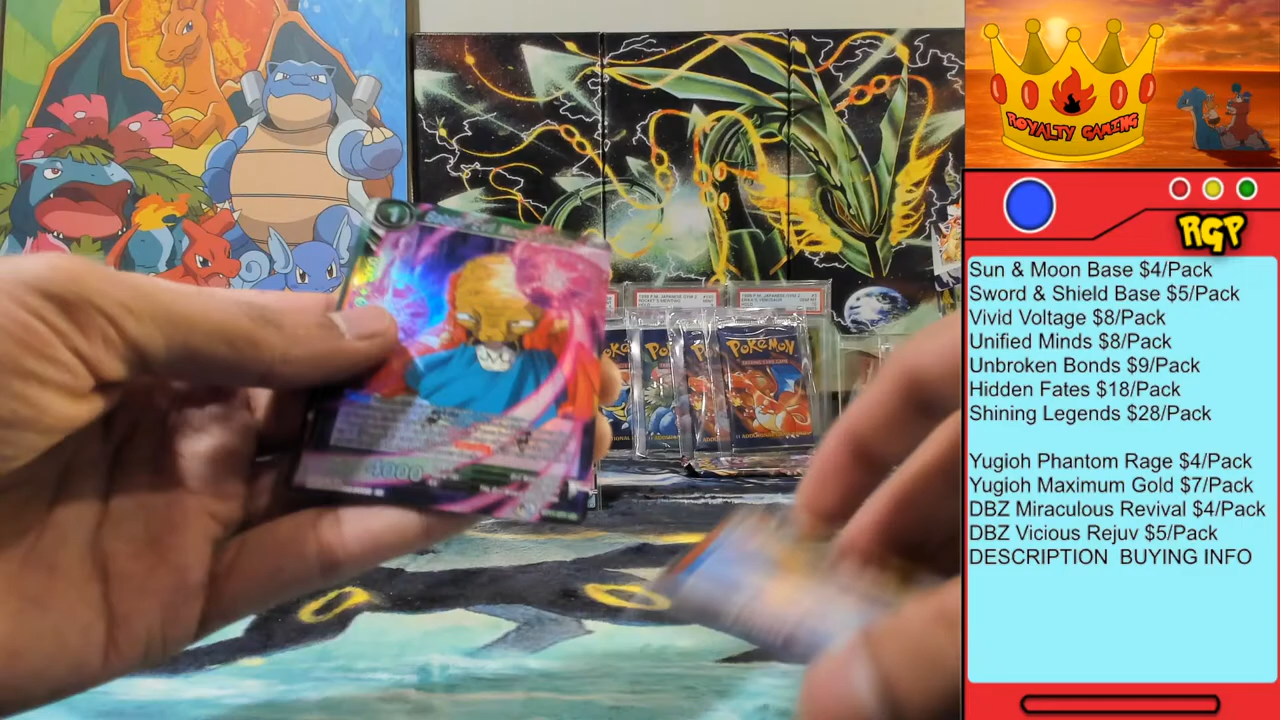 ROYALTY GAMING
RGP
Sun & Moon Base $4/Pack
Sword & Shield Base $5/Pack
Vivid Voltage $8/Pack
Unified Minds $8/Pack
Unbroken Bonds $9/Pack
Hidden Fates $18/Pack
Shining Legends $28/Pack
Yugioh Phantom Rage $4/Pack
Yugioh Maximum Gold $7/Pack
DBZ Miraculous Revival $4/Pack
DBZ Vicious Rejuv $5/Pack
DESCRIPTION BUYING INFO
POKéMON
4000